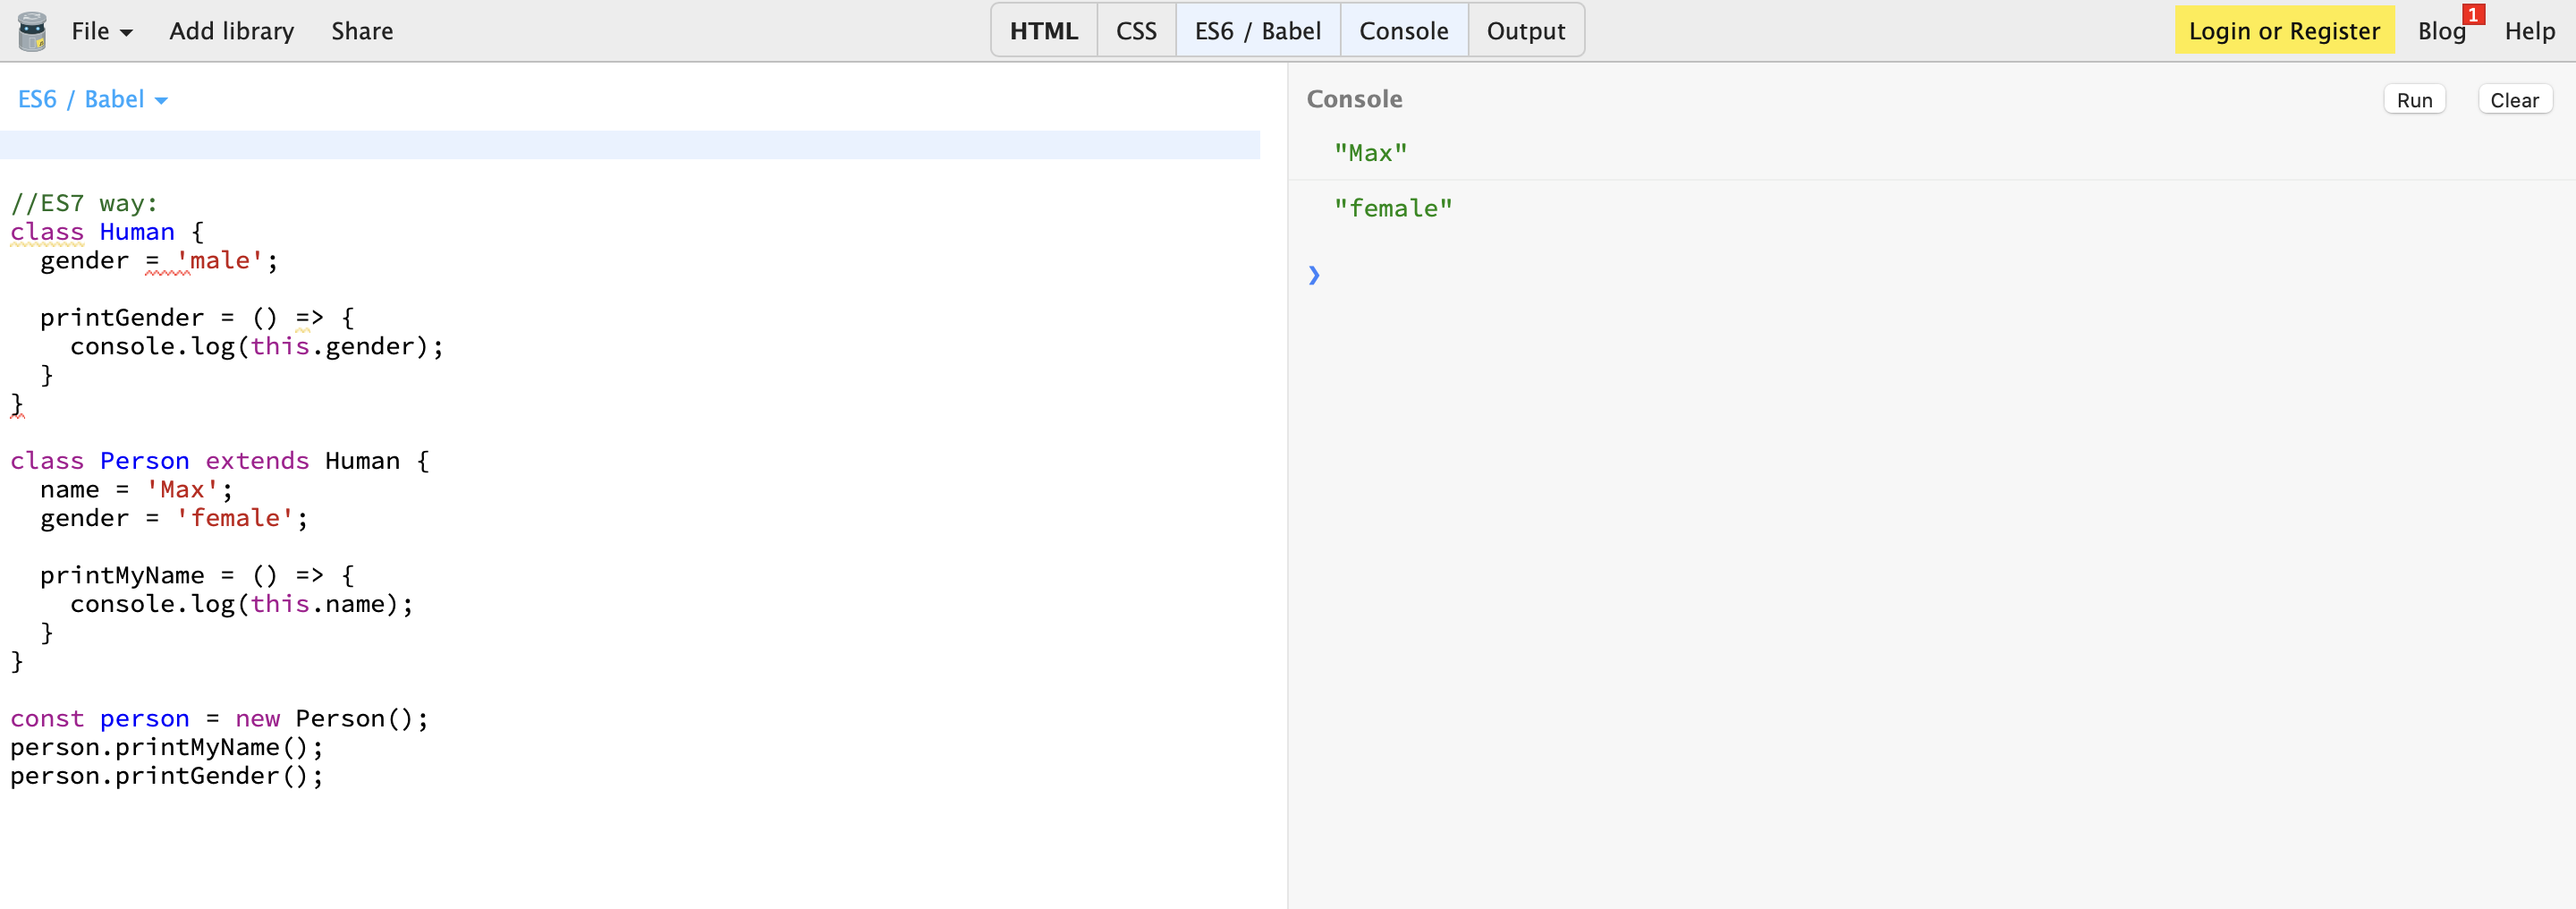 File Add library Share HTML CSS ES6 / Babel Console Output Login or Register Blog 1 Help
ES6 / Babel
//ES7 way:
class Human {
  gender = 'male';
  printGender = () => {
    console.log(this.gender);
  }
}
class Person extends Human {
  name = 'Max';
  gender = 'female';
  printMyName = () => {
    console.log(this.name);
  }
}
const person = new Person();
person.printMyName();
person.printGender();
Console Run Clear
"Max"
"female"
❯